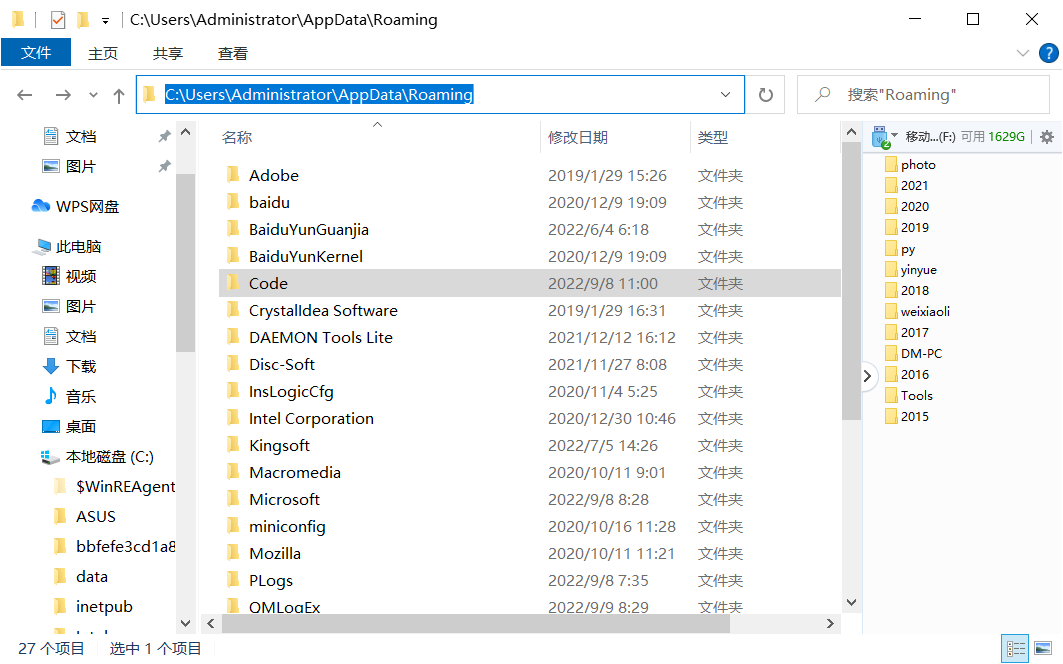 C:\Users\Administrator\AppData\Roaming
文件 主页 共享 查看
C:\Users\Administrator\AppData\Roaming 搜索"Roaming"
文档
图片
WPS网盘
此电脑
视频
图片
文档
下载
音乐
桌面
本地磁盘 (C:)
$WinREAgent
ASUS
bbfefe3cd1a8
data
inetpub
名称 修改日期 类型
Adobe 2019/1/29 15:26 文件夹
baidu 2020/12/9 19:09 文件夹
BaiduYunGuanjia 2022/6/4 6:18 文件夹
BaiduYunKernel 2020/12/9 19:09 文件夹
Code 2022/9/8 11:00 文件夹
CrystalIdea Software 2019/1/29 16:31 文件夹
DAEMON Tools Lite 2021/12/12 16:12 文件夹
Disc-Soft 2021/11/27 8:08 文件夹
InsLogicCfg 2020/11/4 5:25 文件夹
Intel Corporation 2020/12/30 10:46 文件夹
Kingsoft 2022/7/5 14:26 文件夹
Macromedia 2020/10/11 9:01 文件夹
Microsoft 2022/9/8 8:28 文件夹
miniconfig 2020/10/16 11:28 文件夹
Mozilla 2020/10/11 11:21 文件夹
PLogs 2022/9/8 7:35 文件夹
QMLogEx 2022/9/9 8:29 文件夹
移动...(F:) 可用 1629G
2
photo
2021
2020
2019
py
yinyue
2018
weixiaoli
2017
DM-PC
2016
Tools
2015
27 个项目 选中 1 个项目